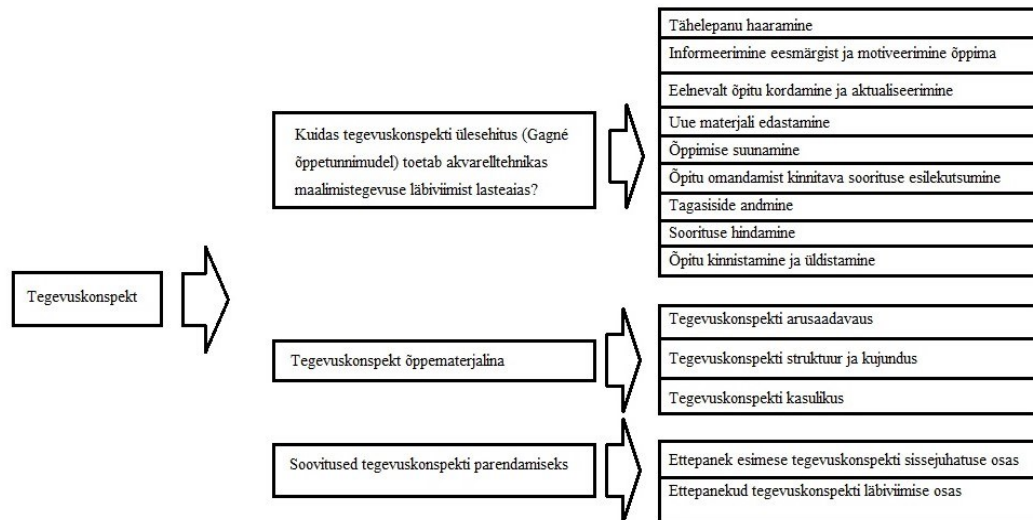 Tegevuskonspekt
Kuidas tegevuskonspekti ülesehitus (Gagné
õppetunnimudel) toetab akvarelltehnikas
maalimistegevuse läbiviimist lasteaias?
Tähelepanu haaramine
Informeerimine eesmärgist ja motiveerimine õppima
Eelnevalt õpitu kordamine ja aktualiseerimine
Uue materjali edastamine
Õppimise suunamine
Õpitu omandamist kinnitava soorituse esilekutsumine
Tagasiside andmine
Soorituse hindamine
Õpitu kinnistamine ja üldistamine
Tegevuskonspekt õppematerjalina
Tegevuskonspekti arusaadavaus
Tegevuskonspekti struktuur ja kujundus
Tegevuskonspekti kasulikus
Soovitused tegevuskonspekti parendamiseks
Ettepanek esimese tegevuskonspekti sissejuhatuse osas
Ettepanekud tegevuskonspekti läbiviimise osas